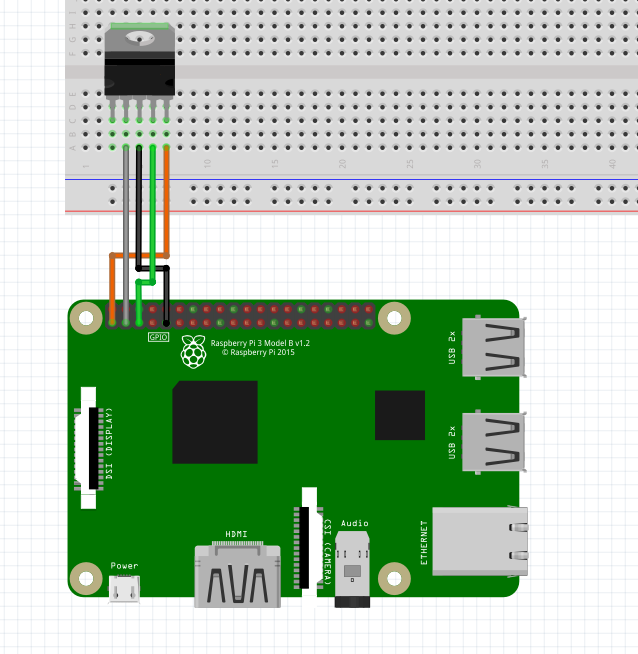 H
G
F
E
D
C
B
A
1
10
15
20
25
30
35
40
GPIO
Raspberry Pi 3 Model B v1.2
© Raspberry Pi 2015
USB 2x
DSI (DISPLAY)
USB 2x
ETHERNET
CSI (CAMERA)
Audio
HDMI
Power